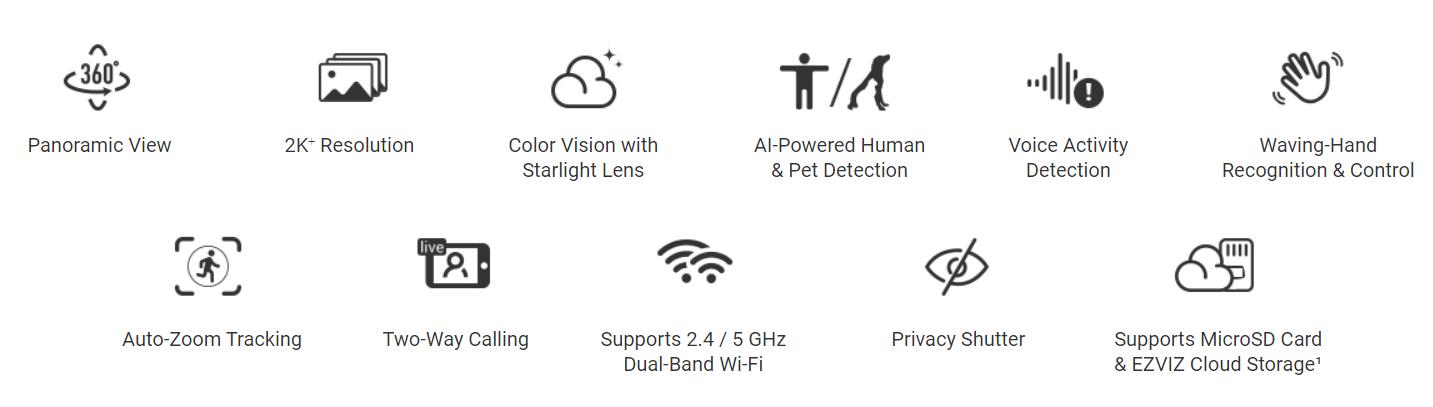 360°
Panoramic View
2K⁺ Resolution
Color Vision with
Starlight Lens
AI-Powered Human
& Pet Detection
Voice Activity
Detection
Waving-Hand
Recognition & Control
Auto-Zoom Tracking
live
Two-Way Calling
Supports 2.4 / 5 GHz
Dual-Band Wi-Fi
Privacy Shutter
Supports MicroSD Card
& EZVIZ Cloud Storage¹